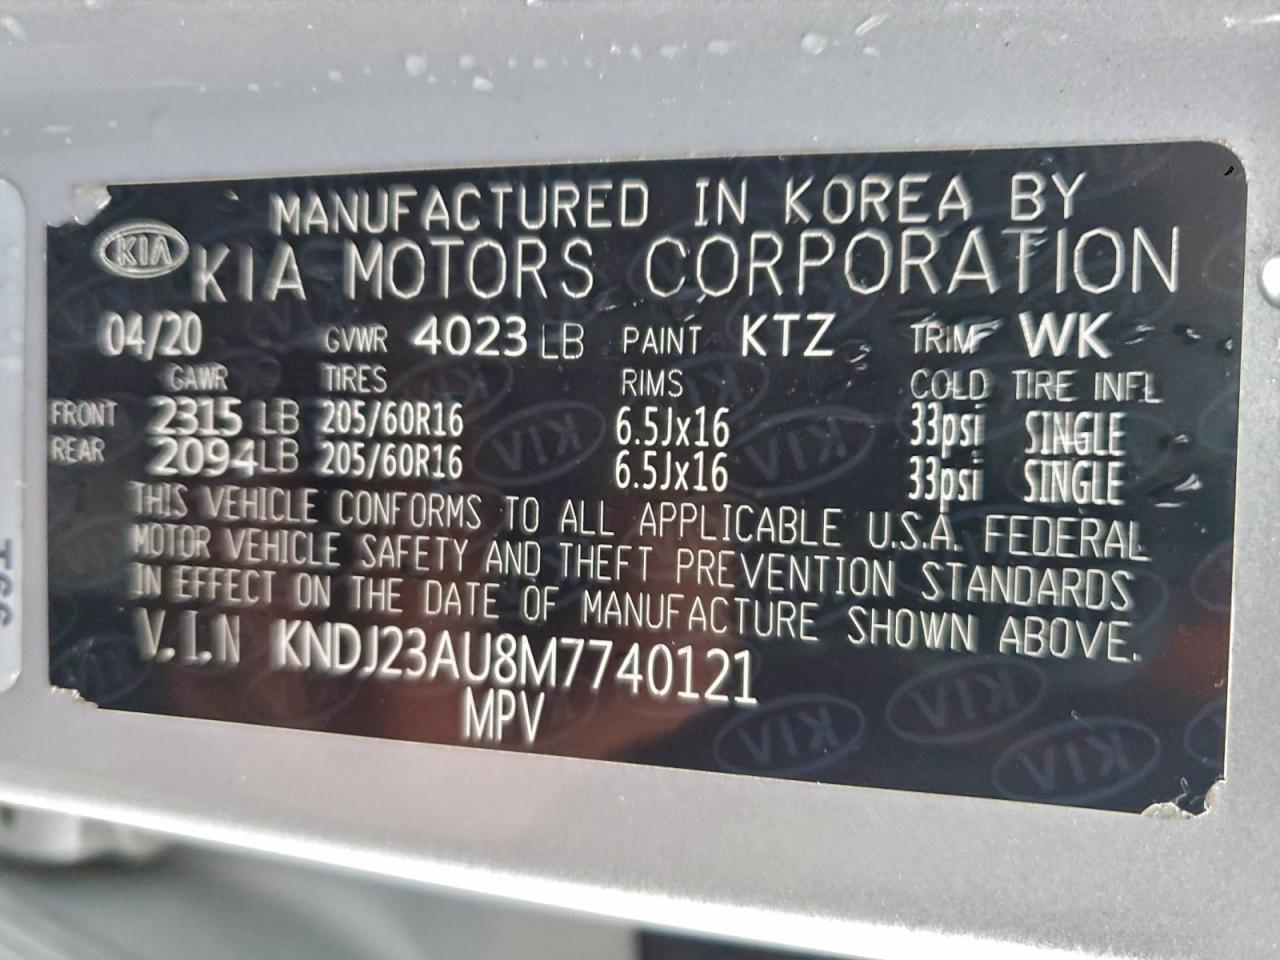 MANUFACTURED IN KOREA BY
KIA KIA MOTORS CORPORATION
04/20 GVWR 4023 LB PAINT KTZ TRIM WK
GAWR TIRES RIMS COLD TIRE INFL
FRONT 2315 LB 205/60R16 6.5Jx16 33psi SINGLE
REAR 2094 LB 205/60R16 6.5Jx16 33psi SINGLE
THIS VEHICLE CONFORMS TO ALL APPLICABLE U.S.A. FEDERAL
MOTOR VEHICLE SAFETY AND THEFT PREVENTION STANDARDS
IN EFFECT ON THE DATE OF MANUFACTURE SHOWN ABOVE.
V.I.N KNDJ23AU8M7740121
MPV